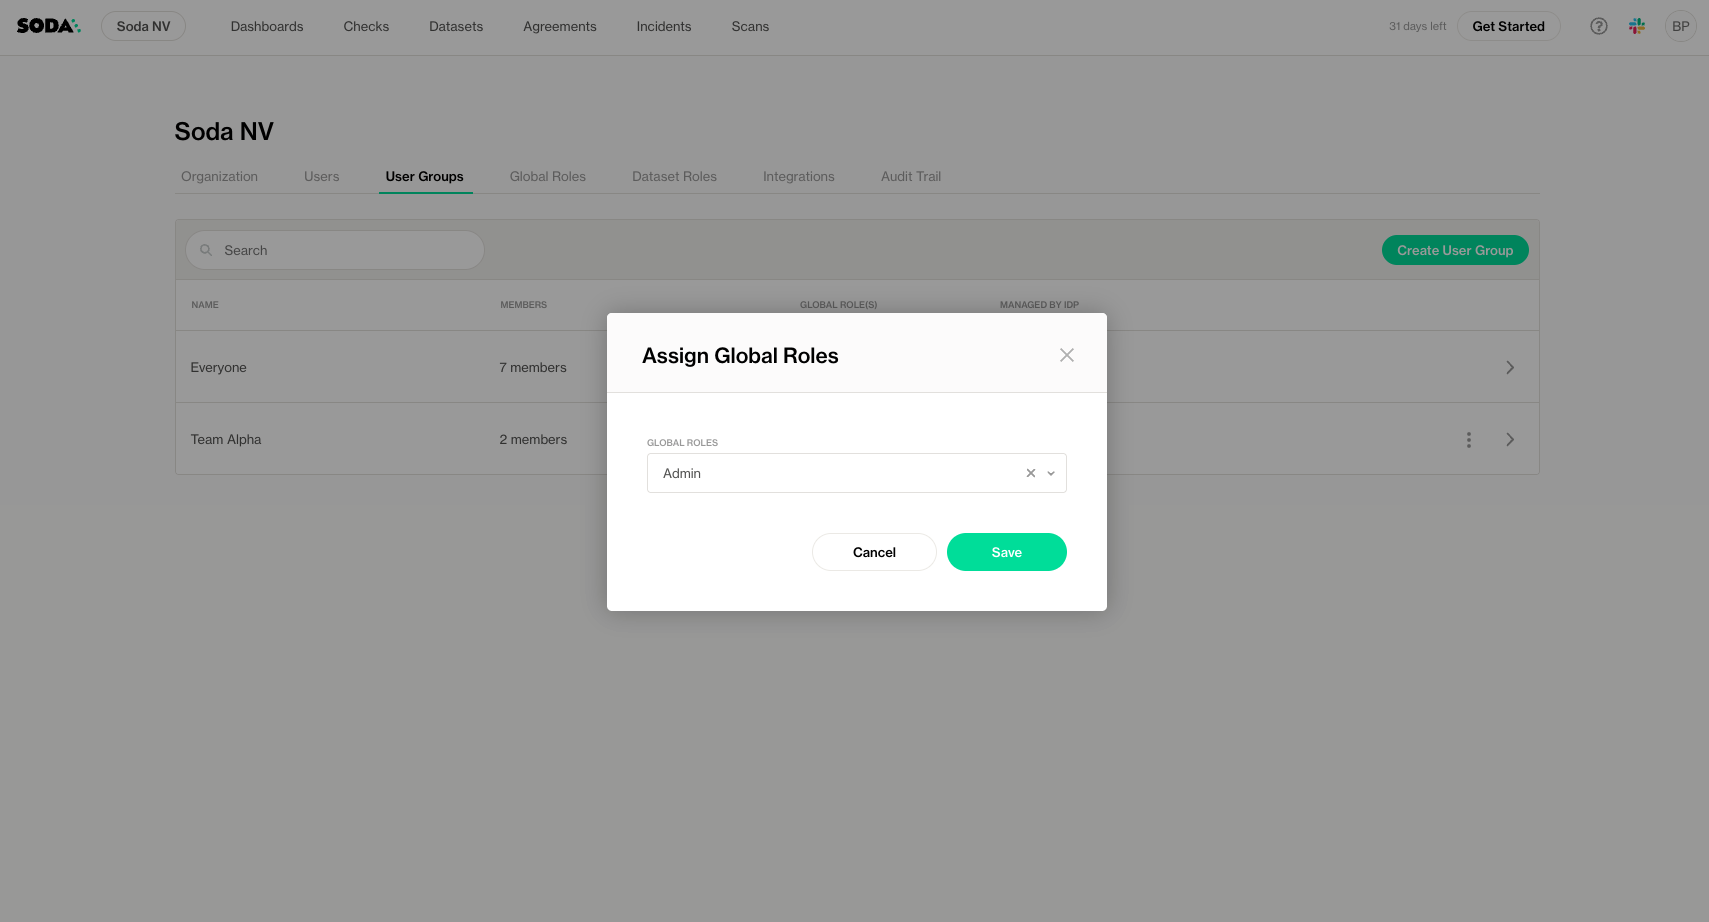 SODA
Soda NV
Dashboards
Checks
Datasets
Agreements
Incidents
Scans
31 days left
Get Started
BP
Soda NV
Organization
Users
User Groups
Global Roles
Dataset Roles
Integrations
Audit Trail
Search
Create User Group
NAME
MEMBERS
GLOBAL ROLE(S)
MANAGED BY IDP
Everyone
7 members
Team Alpha
2 members
Assign Global Roles
GLOBAL ROLES
Admin
Cancel
Save